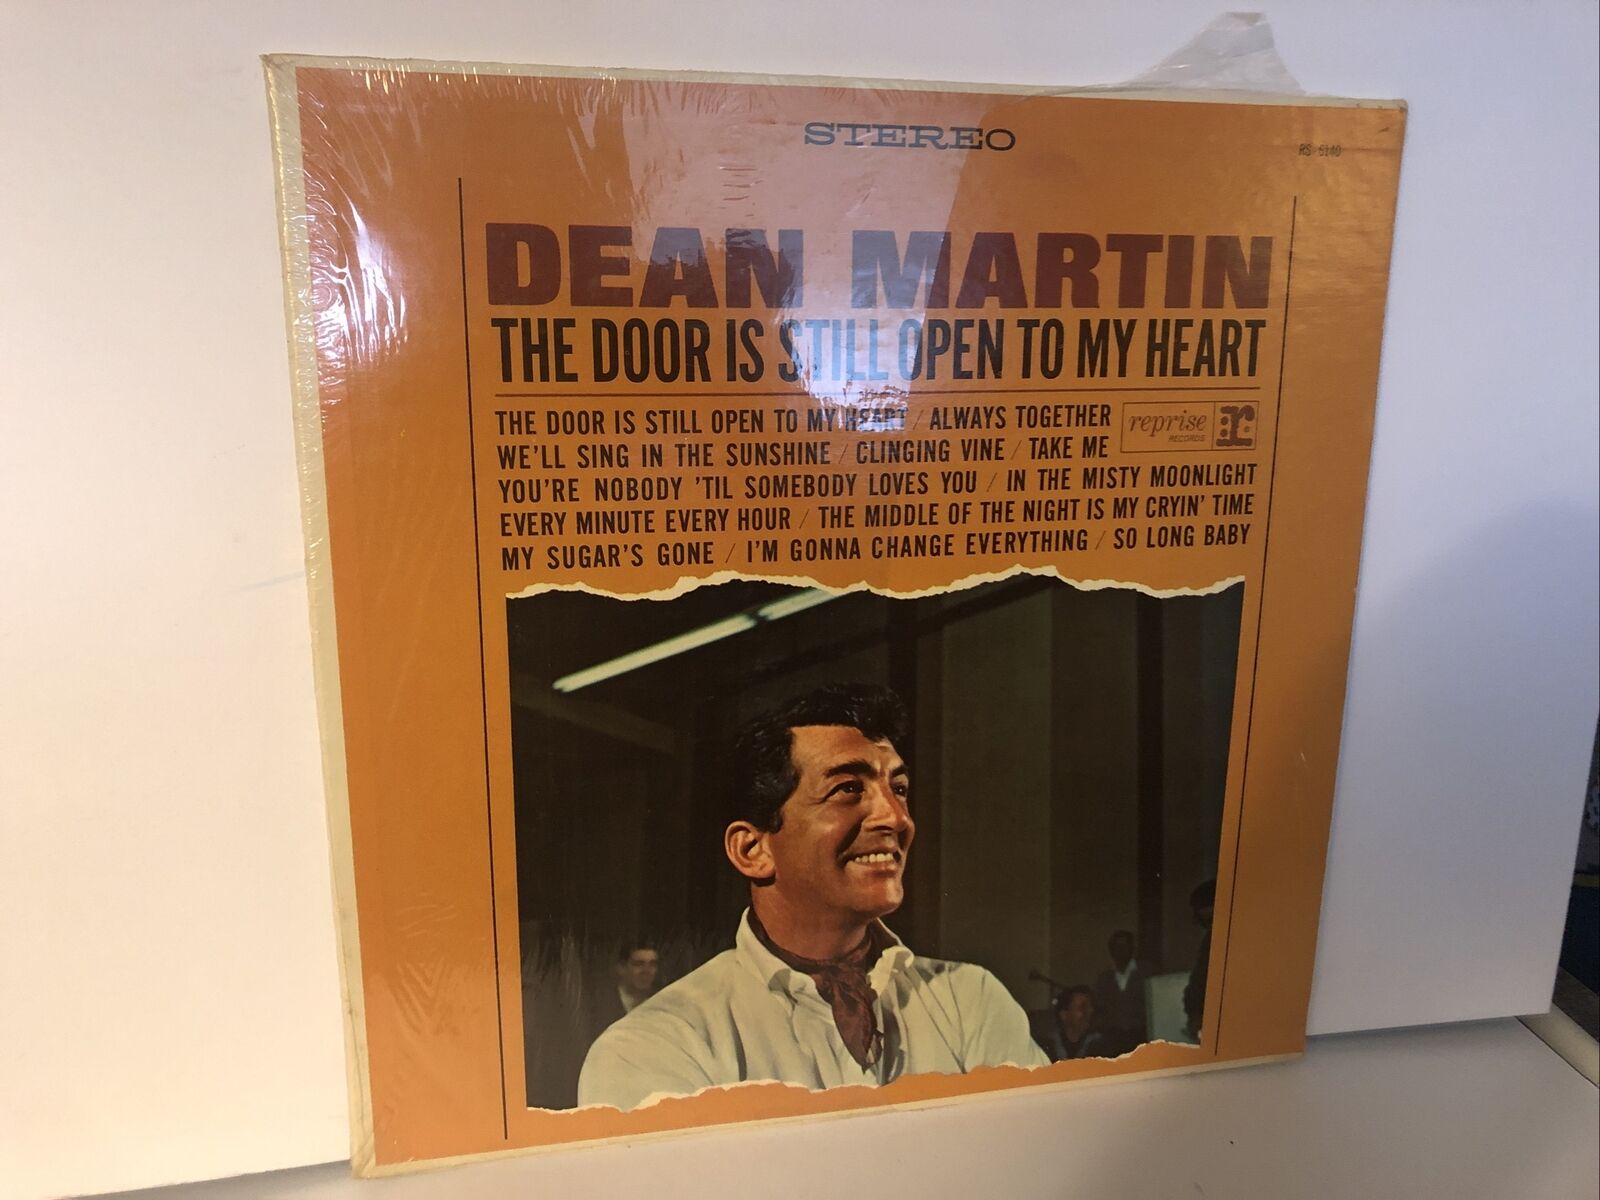 STEREO
RS 6140
DEAN MARTIN
THE DOOR IS STILL OPEN TO MY HEART
THE DOOR IS STILL OPEN TO MY HEART / ALWAYS TOGETHER
reprise
RECORDS
r:
WE'LL SING IN THE SUNSHINE / CLINGING VINE / TAKE ME
YOU'RE NOBODY 'TIL SOMEBODY LOVES YOU / IN THE MISTY MOONLIGHT
EVERY MINUTE EVERY HOUR / THE MIDDLE OF THE NIGHT IS MY CRYIN' TIME
MY SUGAR'S GONE / I'M GONNA CHANGE EVERYTHING / SO LONG BABY